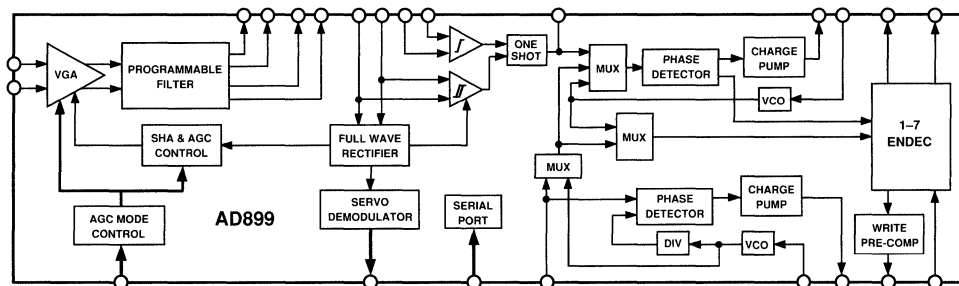 VGA
PROGRAMMABLE
FILTER
SHA & AGC
CONTROL
AGC MODE
CONTROL
AD899
FULL WAVE
RECTIFIER
SERVO
DEMODULATOR
SERIAL
PORT
ONE
SHOT
MUX
PHASE
DETECTOR
CHARGE
PUMP
VCO
MUX
MUX
PHASE
DETECTOR
CHARGE
PUMP
DIV
VCO
1–7
ENDEC
WRITE
PRE-COMP